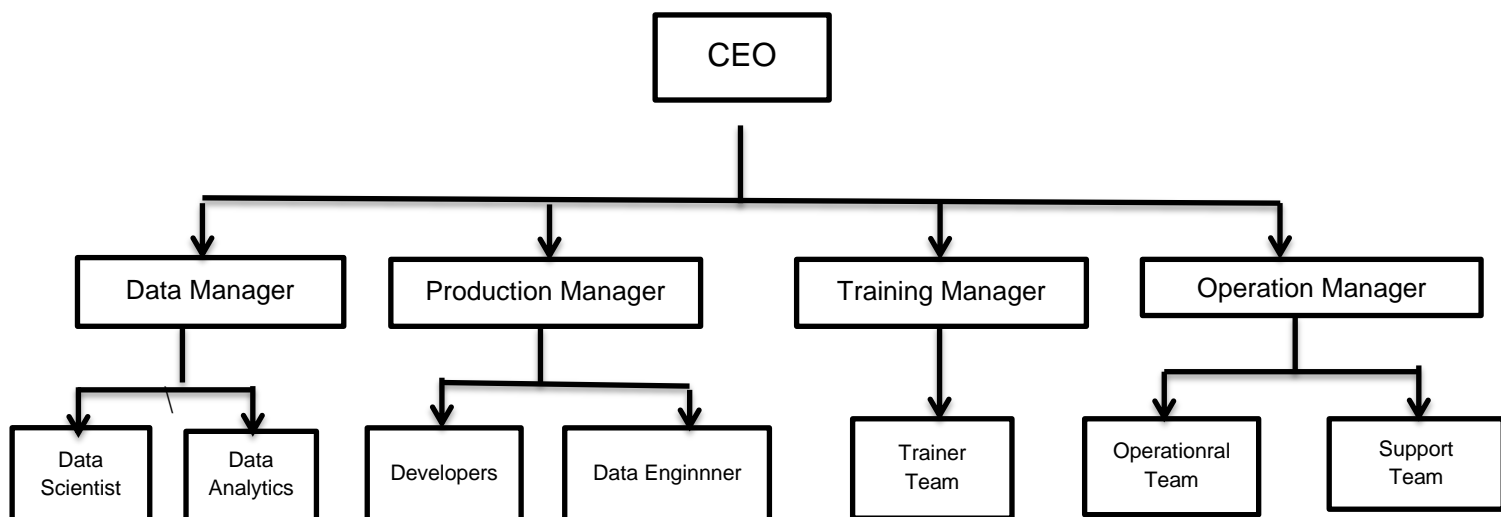 CEO
Data Manager
Production Manager
Training Manager
Operation Manager
Data
Scientist
Data
Analytics
Developers
Data Enginnner
Trainer
Team
Operationral
Team
Support
Team